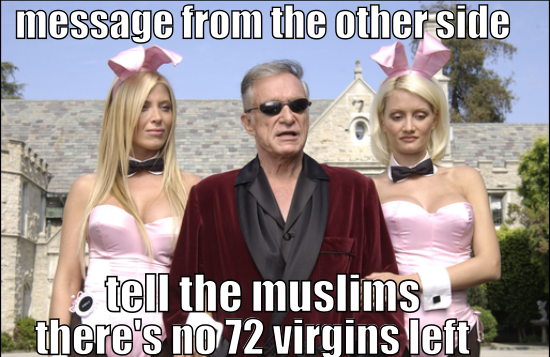 message from the other side
tell the muslims
there's no 72 virgins left